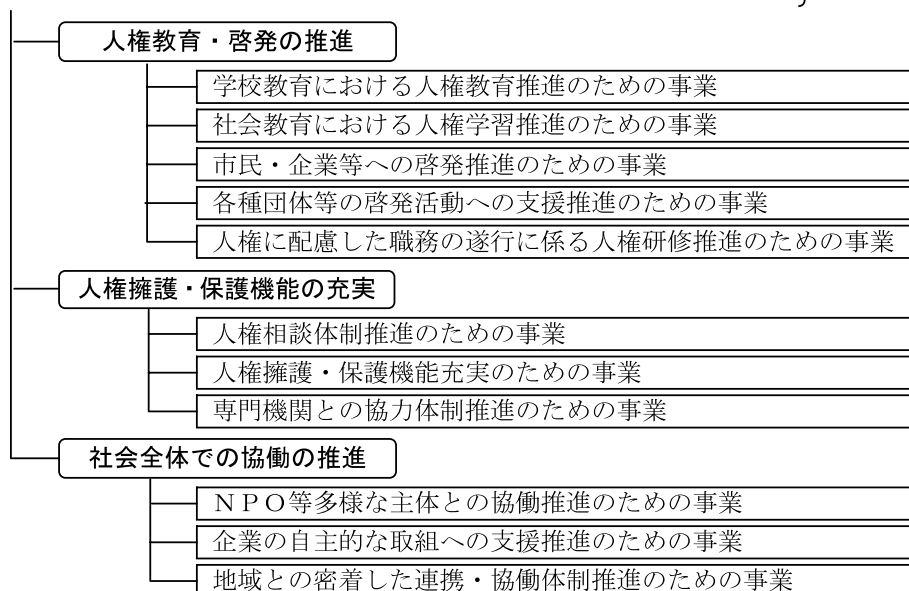 人権教育・啓発の推進
学校教育における人権教育推進のための事業
社会教育における人権学習推進のための事業
市民・企業等への啓発推進のための事業
各種団体等の啓発活動への支援推進のための事業
人権に配慮した職務の遂行に係る人権研修推進のための事業
人権擁護・保護機能の充実
人権相談体制推進のための事業
人権擁護・保護機能充実のための事業
専門機関との協力体制推進のための事業
社会全体での協働の推進
ＮＰＯ等多様な主体との協働推進のための事業
企業の自主的な取組への支援推進のための事業
地域との密着した連携・協働体制推進のための事業